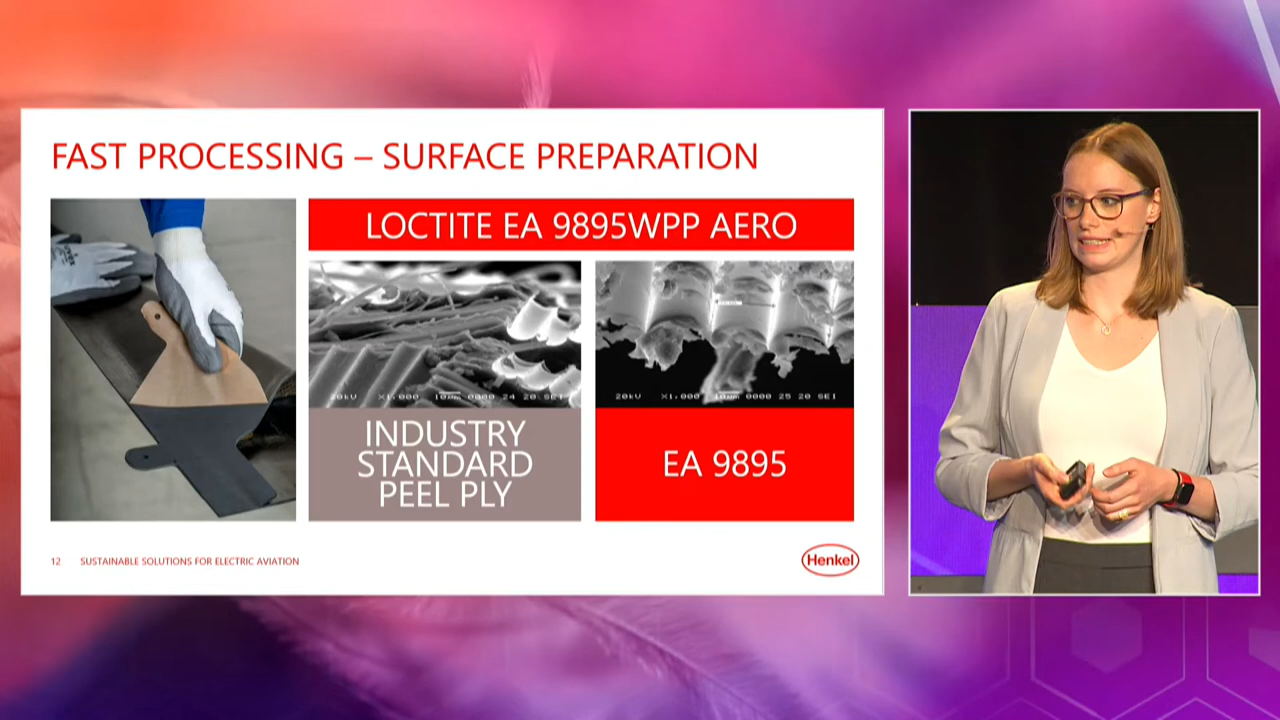 FAST PROCESSING – SURFACE PREPARATION
LOCTITE EA 9895WPP AERO
20kV X1,000 10µm 0000 24 20 SEI
20kV X1,000 10µm 0000 25 20 SEI
INDUSTRY
STANDARD
PEEL PLY
EA 9895
12 SUSTAINABLE SOLUTIONS FOR ELECTRIC AVIATION
Henkel